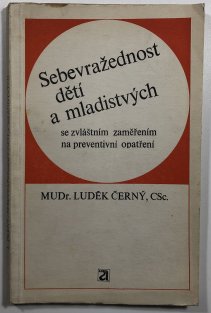 Sebevražednost
dětí
a mladistvých
se zvláštním zaměřením
na preventivní opatření
MUDr. LUDĚK ČERNÝ, CSc.